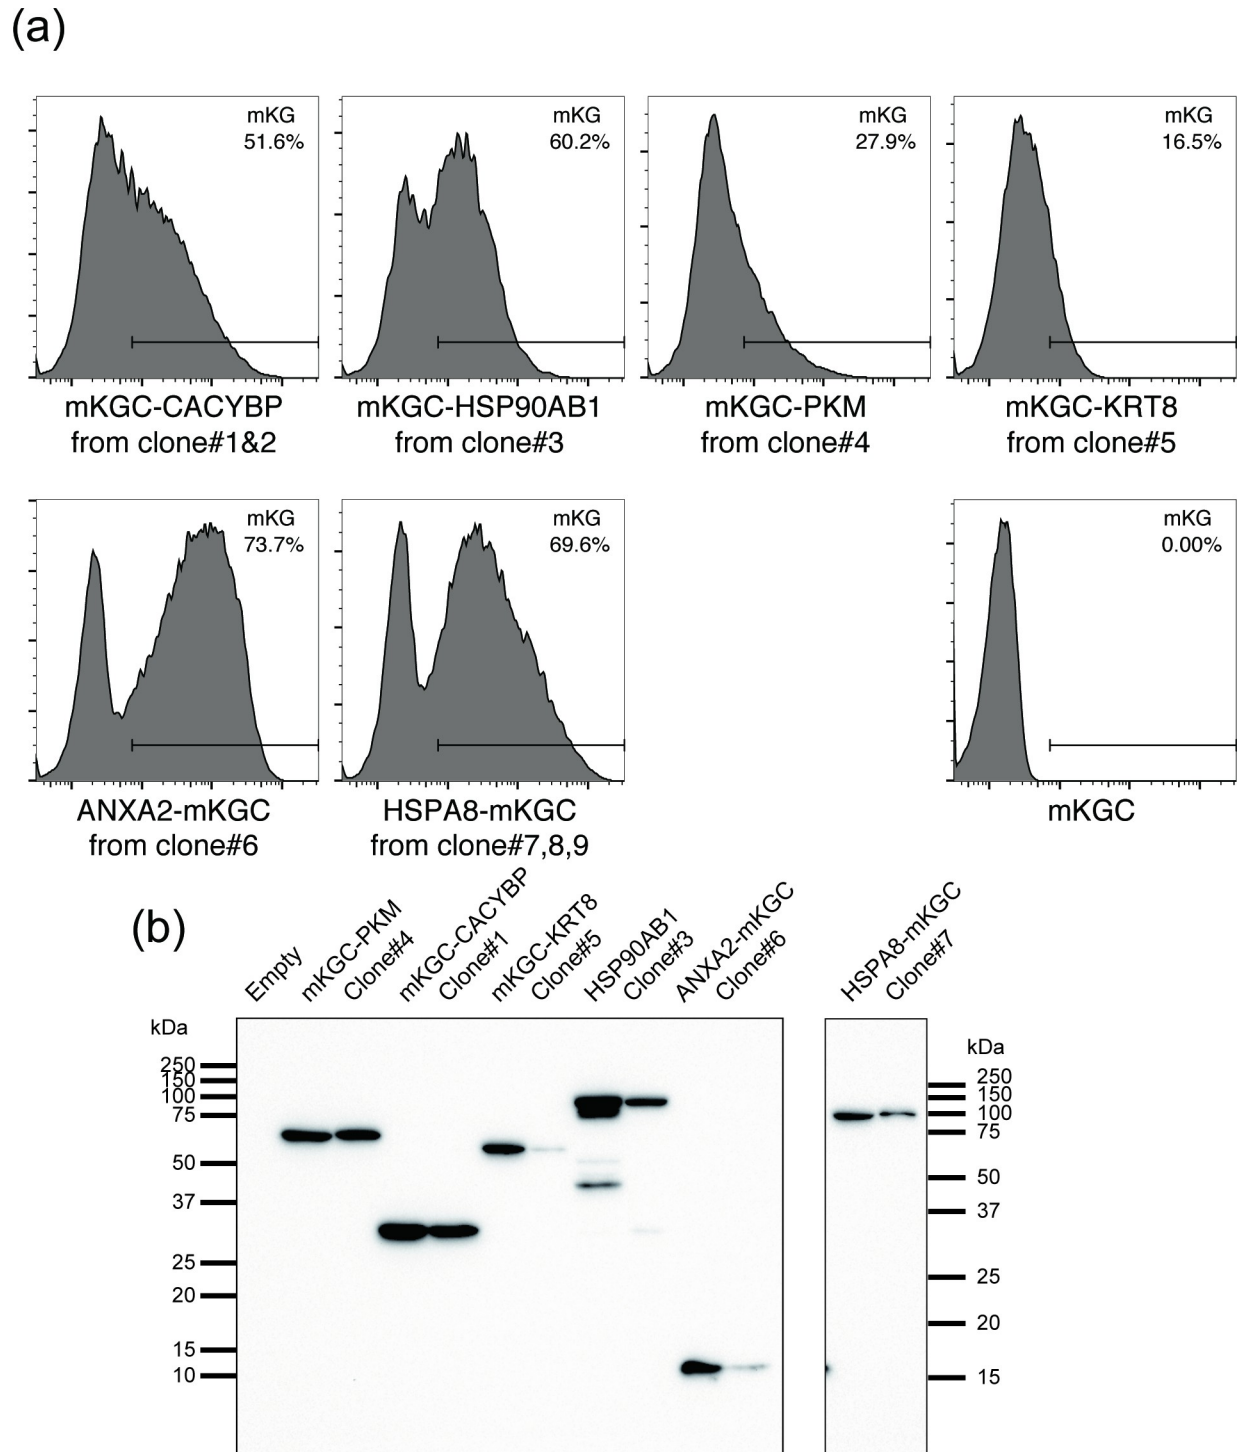 (a)
mKG
51.6%
mKG
60.2%
mKG
27.9%
mKG
16.5%
mKGC-CACYBP
from clone#1&2
mKGC-HSP90AB1
from clone#3
mKGC-PKM
from clone#4
mKGC-KRT8
from clone#5
mKG
73.7%
mKG
69.6%
mKG
0.00%
ANXA2-mKGC
from clone#6
HSPA8-mKGC
from clone#7,8,9
mKGC
(b)
Empty
mKGC-PKM
Clone#4
mKGC-CACYBP
Clone#1
mKGC-KRT8
Clone#5
HSP90AB1
Clone#3
ANXA2-mKGC
Clone#6
HSPA8-mKGC
Clone#7
kDa
250
150
100
75
50
37
25
20
15
10
kDa
250
150
100
75
50
37
25
20
15